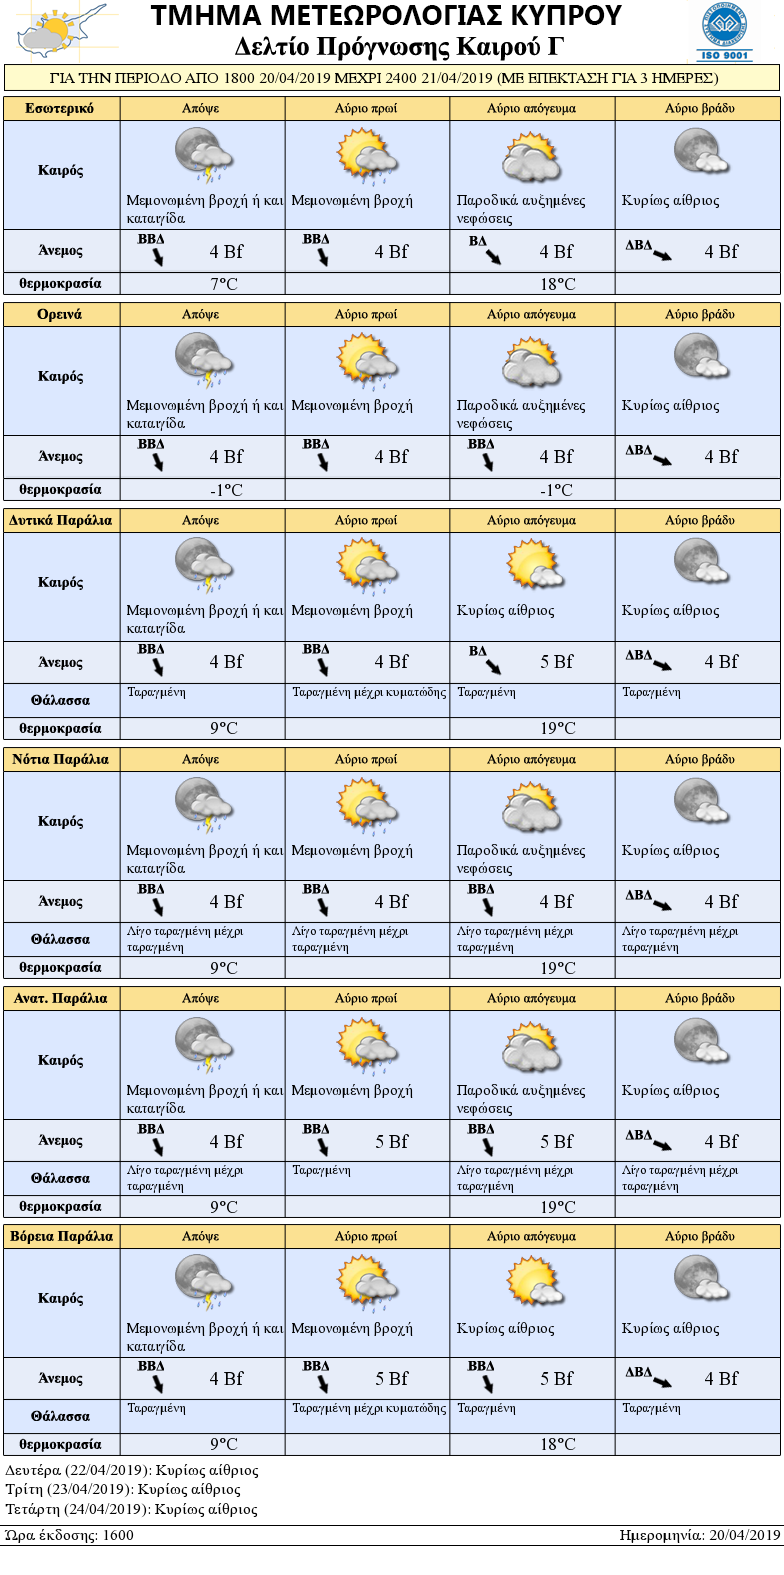 ΤΜΗΜΑ ΜΕΤΕΩΡΟΛΟΓΙΑΣ ΚΥΠΡΟΥ
Δελτίο Πρόγνωσης Καιρού Γ
ISO 9001
ΓΙΑ ΤΗΝ ΠΕΡΙΟΔΟ ΑΠΟ 1800 20/04/2019 ΜΕΧΡΙ 2400 21/04/2019 (ΜΕ ΕΠΕΚΤΑΣΗ ΓΙΑ 3 ΗΜΕΡΕΣ)
Εσωτερικό Απόψε Αύριο πρωί Αύριο απόγευμα Αύριο βράδυ
Καιρός
Μεμονωμένη βροχή ή και Μεμονωμένη βροχή Παροδικά αυξημένες Κυρίως αίθριος
καταιγίδα νεφώσεις
Άνεμος ΒΒΔ 4 Bf ΒΒΔ 4 Bf ΒΔ 4 Bf ΔΒΔ 4 Bf
θερμοκρασία 7°C 18°C
Ορεινά Απόψε Αύριο πρωί Αύριο απόγευμα Αύριο βράδυ
Καιρός
Μεμονωμένη βροχή ή και Μεμονωμένη βροχή Παροδικά αυξημένες Κυρίως αίθριος
καταιγίδα νεφώσεις
Άνεμος ΒΒΔ 4 Bf ΒΒΔ 4 Bf ΒΒΔ 4 Bf ΔΒΔ 4 Bf
θερμοκρασία -1°C -1°C
Δυτικά Παράλια Απόψε Αύριο πρωί Αύριο απόγευμα Αύριο βράδυ
Καιρός
Μεμονωμένη βροχή ή και Μεμονωμένη βροχή Κυρίως αίθριος Κυρίως αίθριος
καταιγίδα
Άνεμος ΒΒΔ 4 Bf ΒΒΔ 4 Bf ΒΔ 5 Bf ΔΒΔ 4 Bf
Θάλασσα Ταραγμένη Ταραγμένη μέχρι κυματώδης Ταραγμένη Ταραγμένη
θερμοκρασία 9°C 19°C
Νότια Παράλια Απόψε Αύριο πρωί Αύριο απόγευμα Αύριο βράδυ
Καιρός
Μεμονωμένη βροχή ή και Μεμονωμένη βροχή Παροδικά αυξημένες Κυρίως αίθριος
καταιγίδα νεφώσεις
Άνεμος ΒΒΔ 4 Bf ΒΒΔ 4 Bf ΒΒΔ 4 Bf ΔΒΔ 4 Bf
Θάλασσα Λίγο ταραγμένη μέχρι Λίγο ταραγμένη μέχρι Λίγο ταραγμένη μέχρι Λίγο ταραγμένη μέχρι
ταραγμένη ταραγμένη ταραγμένη ταραγμένη
θερμοκρασία 9°C 19°C
Ανατ. Παράλια Απόψε Αύριο πρωί Αύριο απόγευμα Αύριο βράδυ
Καιρός
Μεμονωμένη βροχή ή και Μεμονωμένη βροχή Παροδικά αυξημένες Κυρίως αίθριος
καταιγίδα νεφώσεις
Άνεμος ΒΒΔ 4 Bf ΒΒΔ 5 Bf ΒΒΔ 5 Bf ΔΒΔ 4 Bf
Θάλασσα Λίγο ταραγμένη μέχρι Ταραγμένη Λίγο ταραγμένη μέχρι Λίγο ταραγμένη μέχρι
ταραγμένη ταραγμένη ταραγμένη
θερμοκρασία 9°C 19°C
Βόρεια Παράλια Απόψε Αύριο πρωί Αύριο απόγευμα Αύριο βράδυ
Καιρός
Μεμονωμένη βροχή ή και Μεμονωμένη βροχή Κυρίως αίθριος Κυρίως αίθριος
καταιγίδα
Άνεμος ΒΒΔ 4 Bf ΒΒΔ 5 Bf ΒΒΔ 5 Bf ΔΒΔ 4 Bf
Θάλασσα Ταραγμένη Ταραγμένη μέχρι κυματώδης Ταραγμένη Ταραγμένη
θερμοκρασία 9°C 18°C
Δευτέρα (22/04/2019): Κυρίως αίθριος
Τρίτη (23/04/2019): Κυρίως αίθριος
Τετάρτη (24/04/2019): Κυρίως αίθριος
Ώρα έκδοσης: 1600 Ημερομηνία: 20/04/2019